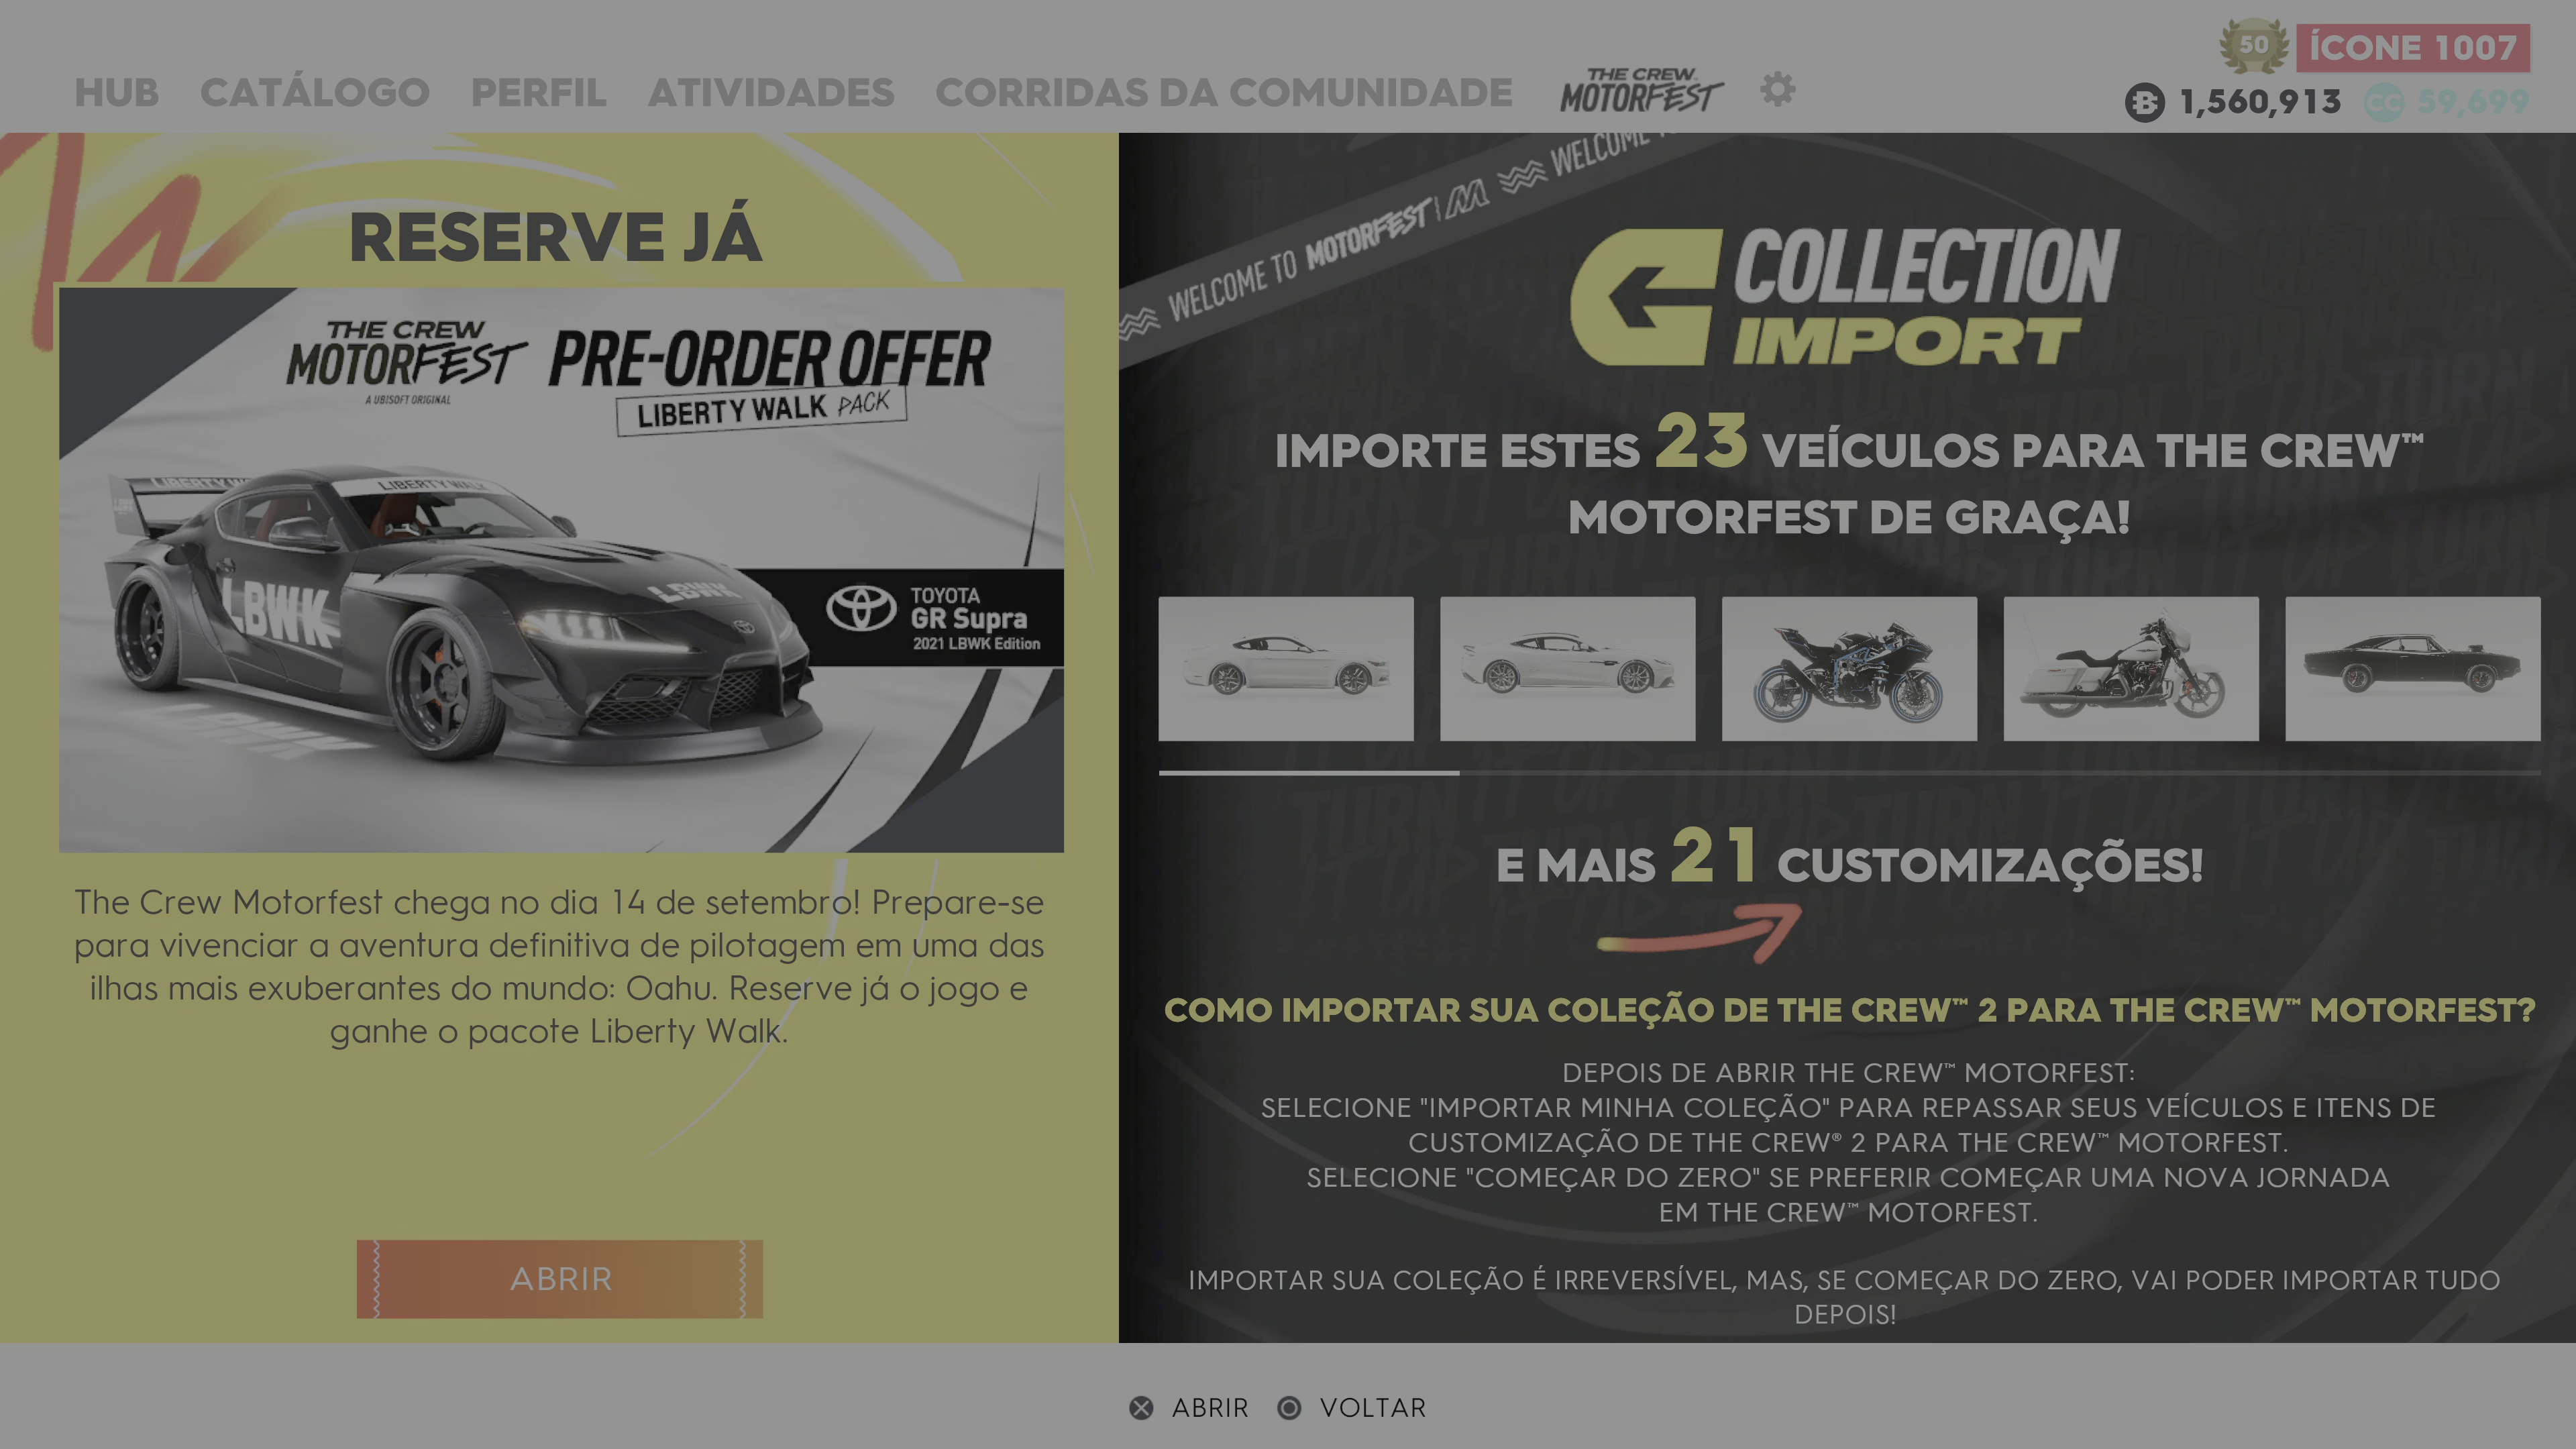 50 ÍCONE 1007
HUB CATÁLOGO PERFIL ATIVIDADES CORRIDAS DA COMUNIDADE THE CREW MOTORFEST
1,560,913 CC 59,699
RESERVE JÁ
THE CREW
MOTORFEST
A UBISOFT ORIGINAL
PRE-ORDER OFFER
LIBERTY WALK PACK
LIBERTY WALK
LBWK
LBWK
TOYOTA
GR Supra
2021 LBWK Edition
The Crew Motorfest chega no dia 14 de setembro! Prepare-se
para vivenciar a aventura definitiva de pilotagem em uma das
ilhas mais exuberantes do mundo: Oahu. Reserve já o jogo e
ganhe o pacote Liberty Walk.
ABRIR
WELCOME TO MOTORFEST WELCOME
COLLECTION
IMPORT
IMPORTE ESTES 23 VEÍCULOS PARA THE CREW™
MOTORFEST DE GRAÇA!
E MAIS 21 CUSTOMIZAÇÕES!
COMO IMPORTAR SUA COLEÇÃO DE THE CREW™ 2 PARA THE CREW™ MOTORFEST?
DEPOIS DE ABRIR THE CREW™ MOTORFEST:
SELECIONE "IMPORTAR MINHA COLEÇÃO" PARA REPASSAR SEUS VEÍCULOS E ITENS DE
CUSTOMIZAÇÃO DE THE CREW® 2 PARA THE CREW™ MOTORFEST.
SELECIONE "COMEÇAR DO ZERO" SE PREFERIR COMEÇAR UMA NOVA JORNADA
EM THE CREW™ MOTORFEST.
IMPORTAR SUA COLEÇÃO É IRREVERSÍVEL, MAS, SE COMEÇAR DO ZERO, VAI PODER IMPORTAR TUDO
DEPOIS!
ABRIR VOLTAR